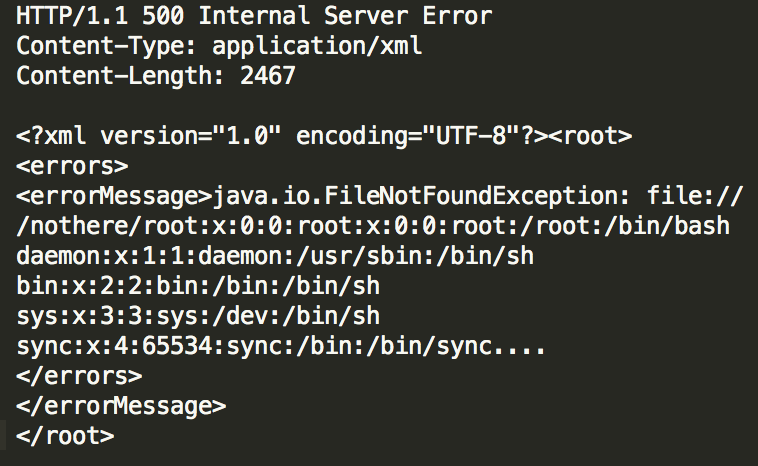 HTTP/1.1 500 Internal Server Error
Content-Type: application/xml
Content-Length: 2467

<?xml version="1.0" encoding="UTF-8"?><root>
<errors>
<errorMessage>java.io.FileNotFoundException: file://
/nothere/root:x:0:0:root:x:0:0:root:/root:/bin/bash
daemon:x:1:1:daemon:/usr/sbin:/bin/sh
bin:x:2:2:bin:/bin:/bin/sh
sys:x:3:3:sys:/dev:/bin/sh
sync:x:4:65534:sync:/bin:/bin/sync....
</errors>
</errorMessage>
</root>